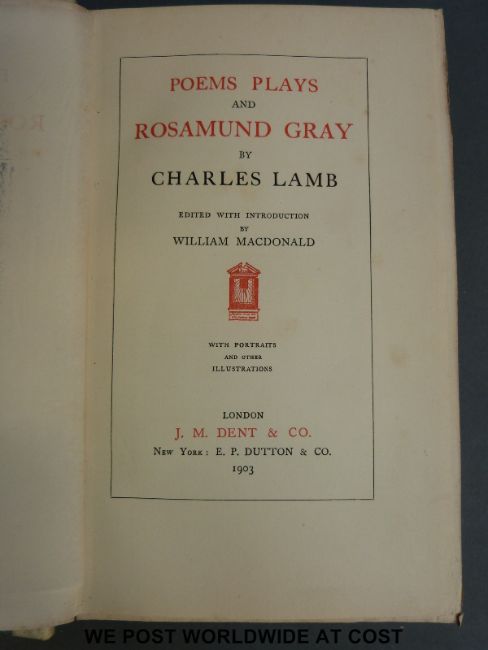 POEMS PLAYS
AND
ROSAMUND GRAY
BY
CHARLES LAMB
EDITED WITH INTRODUCTION
BY
WILLIAM MACDONALD
WITH PORTRAITS
AND OTHER
ILLUSTRATIONS
LONDON
J. M. DENT & CO.
NEW YORK: E. P. DUTTON & CO.
1903
WE POST WORLDWIDE AT COST